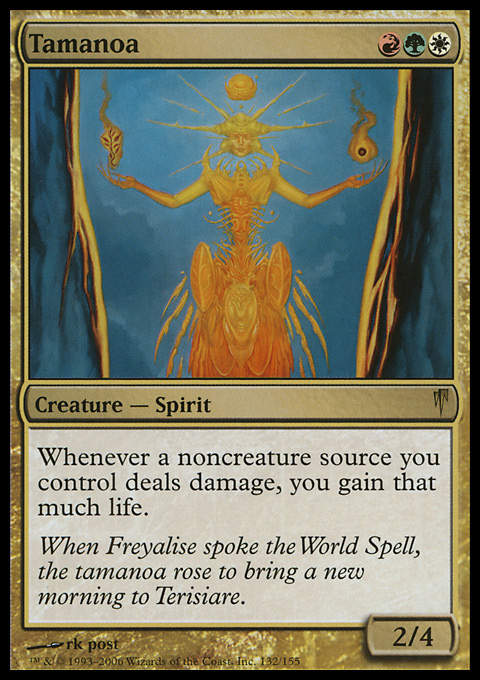 Tamanoa
Creature — Spirit
Whenever a noncreature source you
control deals damage, you gain that
much life.
When Freyalise spoke the World Spell,
the tamanoa rose to bring a new
morning to Terisiare.
rk post
2/4
™ & © 1993–2006 Wizards of the Coast, Inc. 132/155